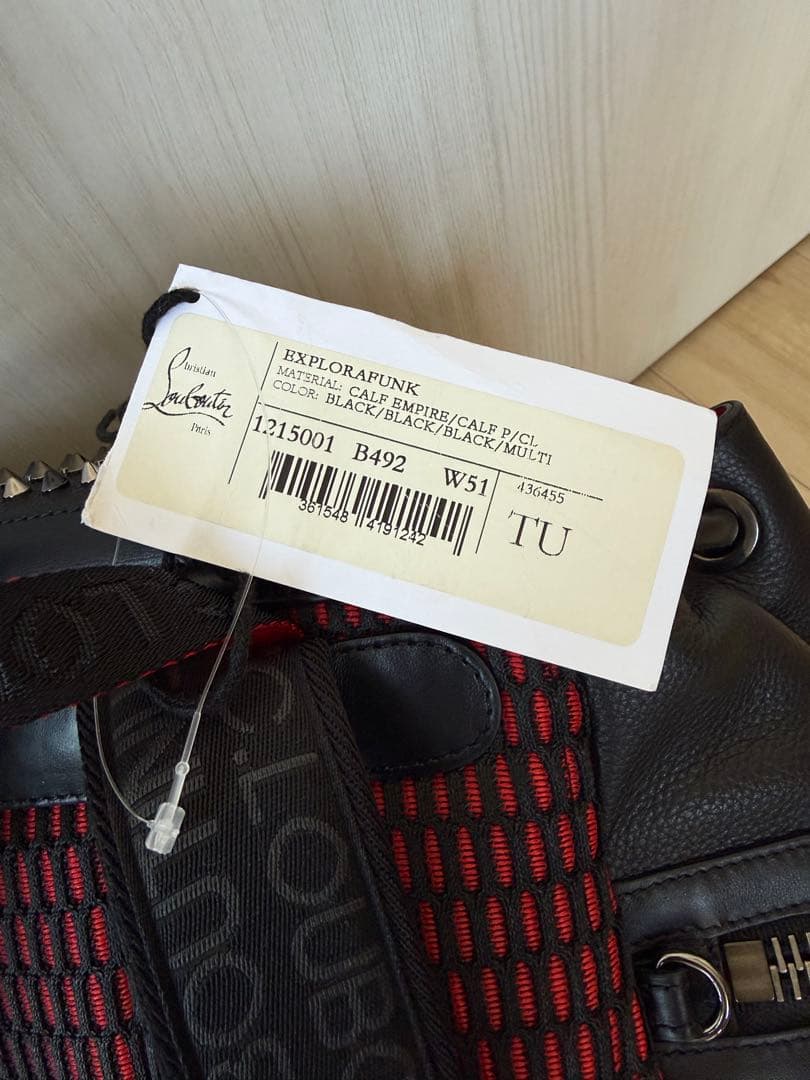 Christian
Louboutin
Paris
EXPLORAFUNK
MATERIAL: CALF EMPIRE/CALF P/CL
COLOR: BLACK/BLACK/BLACK/MULTI
1215001 B492 W51
436455
361548 4191242
TU
C.LOUBO